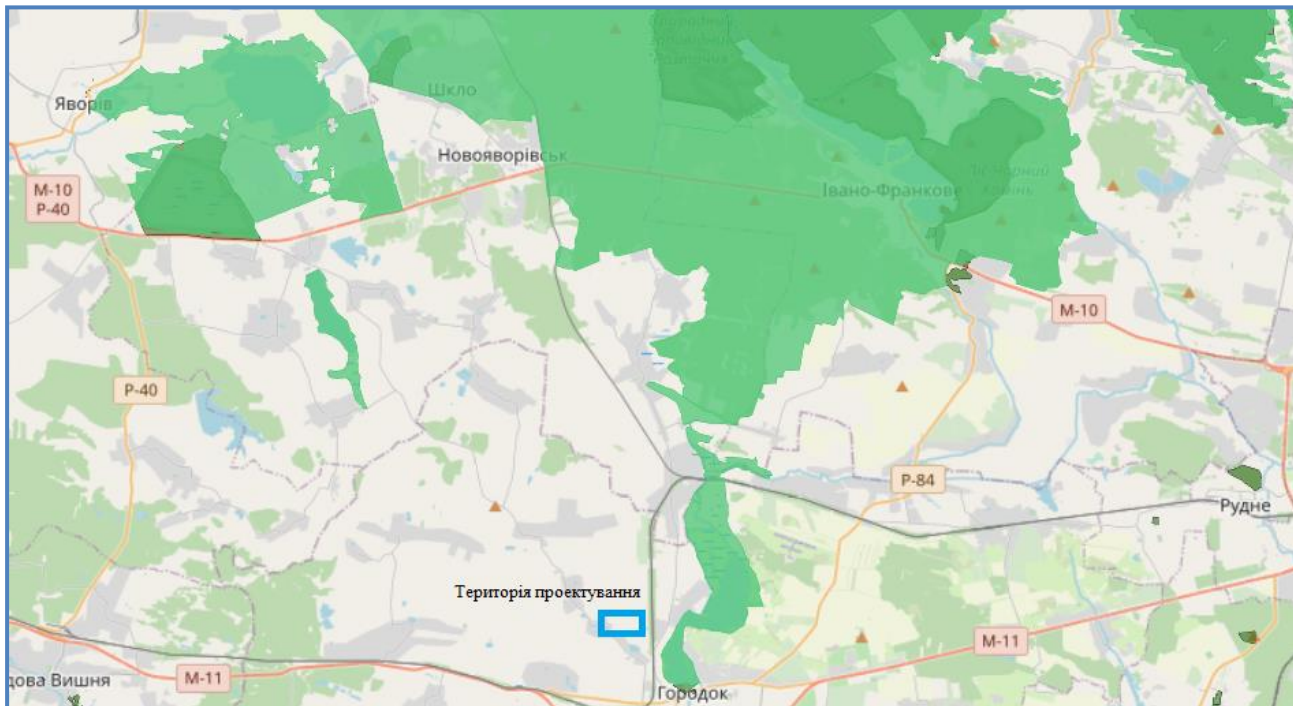 Яворів
Шкло
Новояворівськ
М-10
Р-40
Івано-Франкове
М-10
Р-40
Р-84
Рудне
Територія проектування
М-11
М-11
дова Вишня
Городок